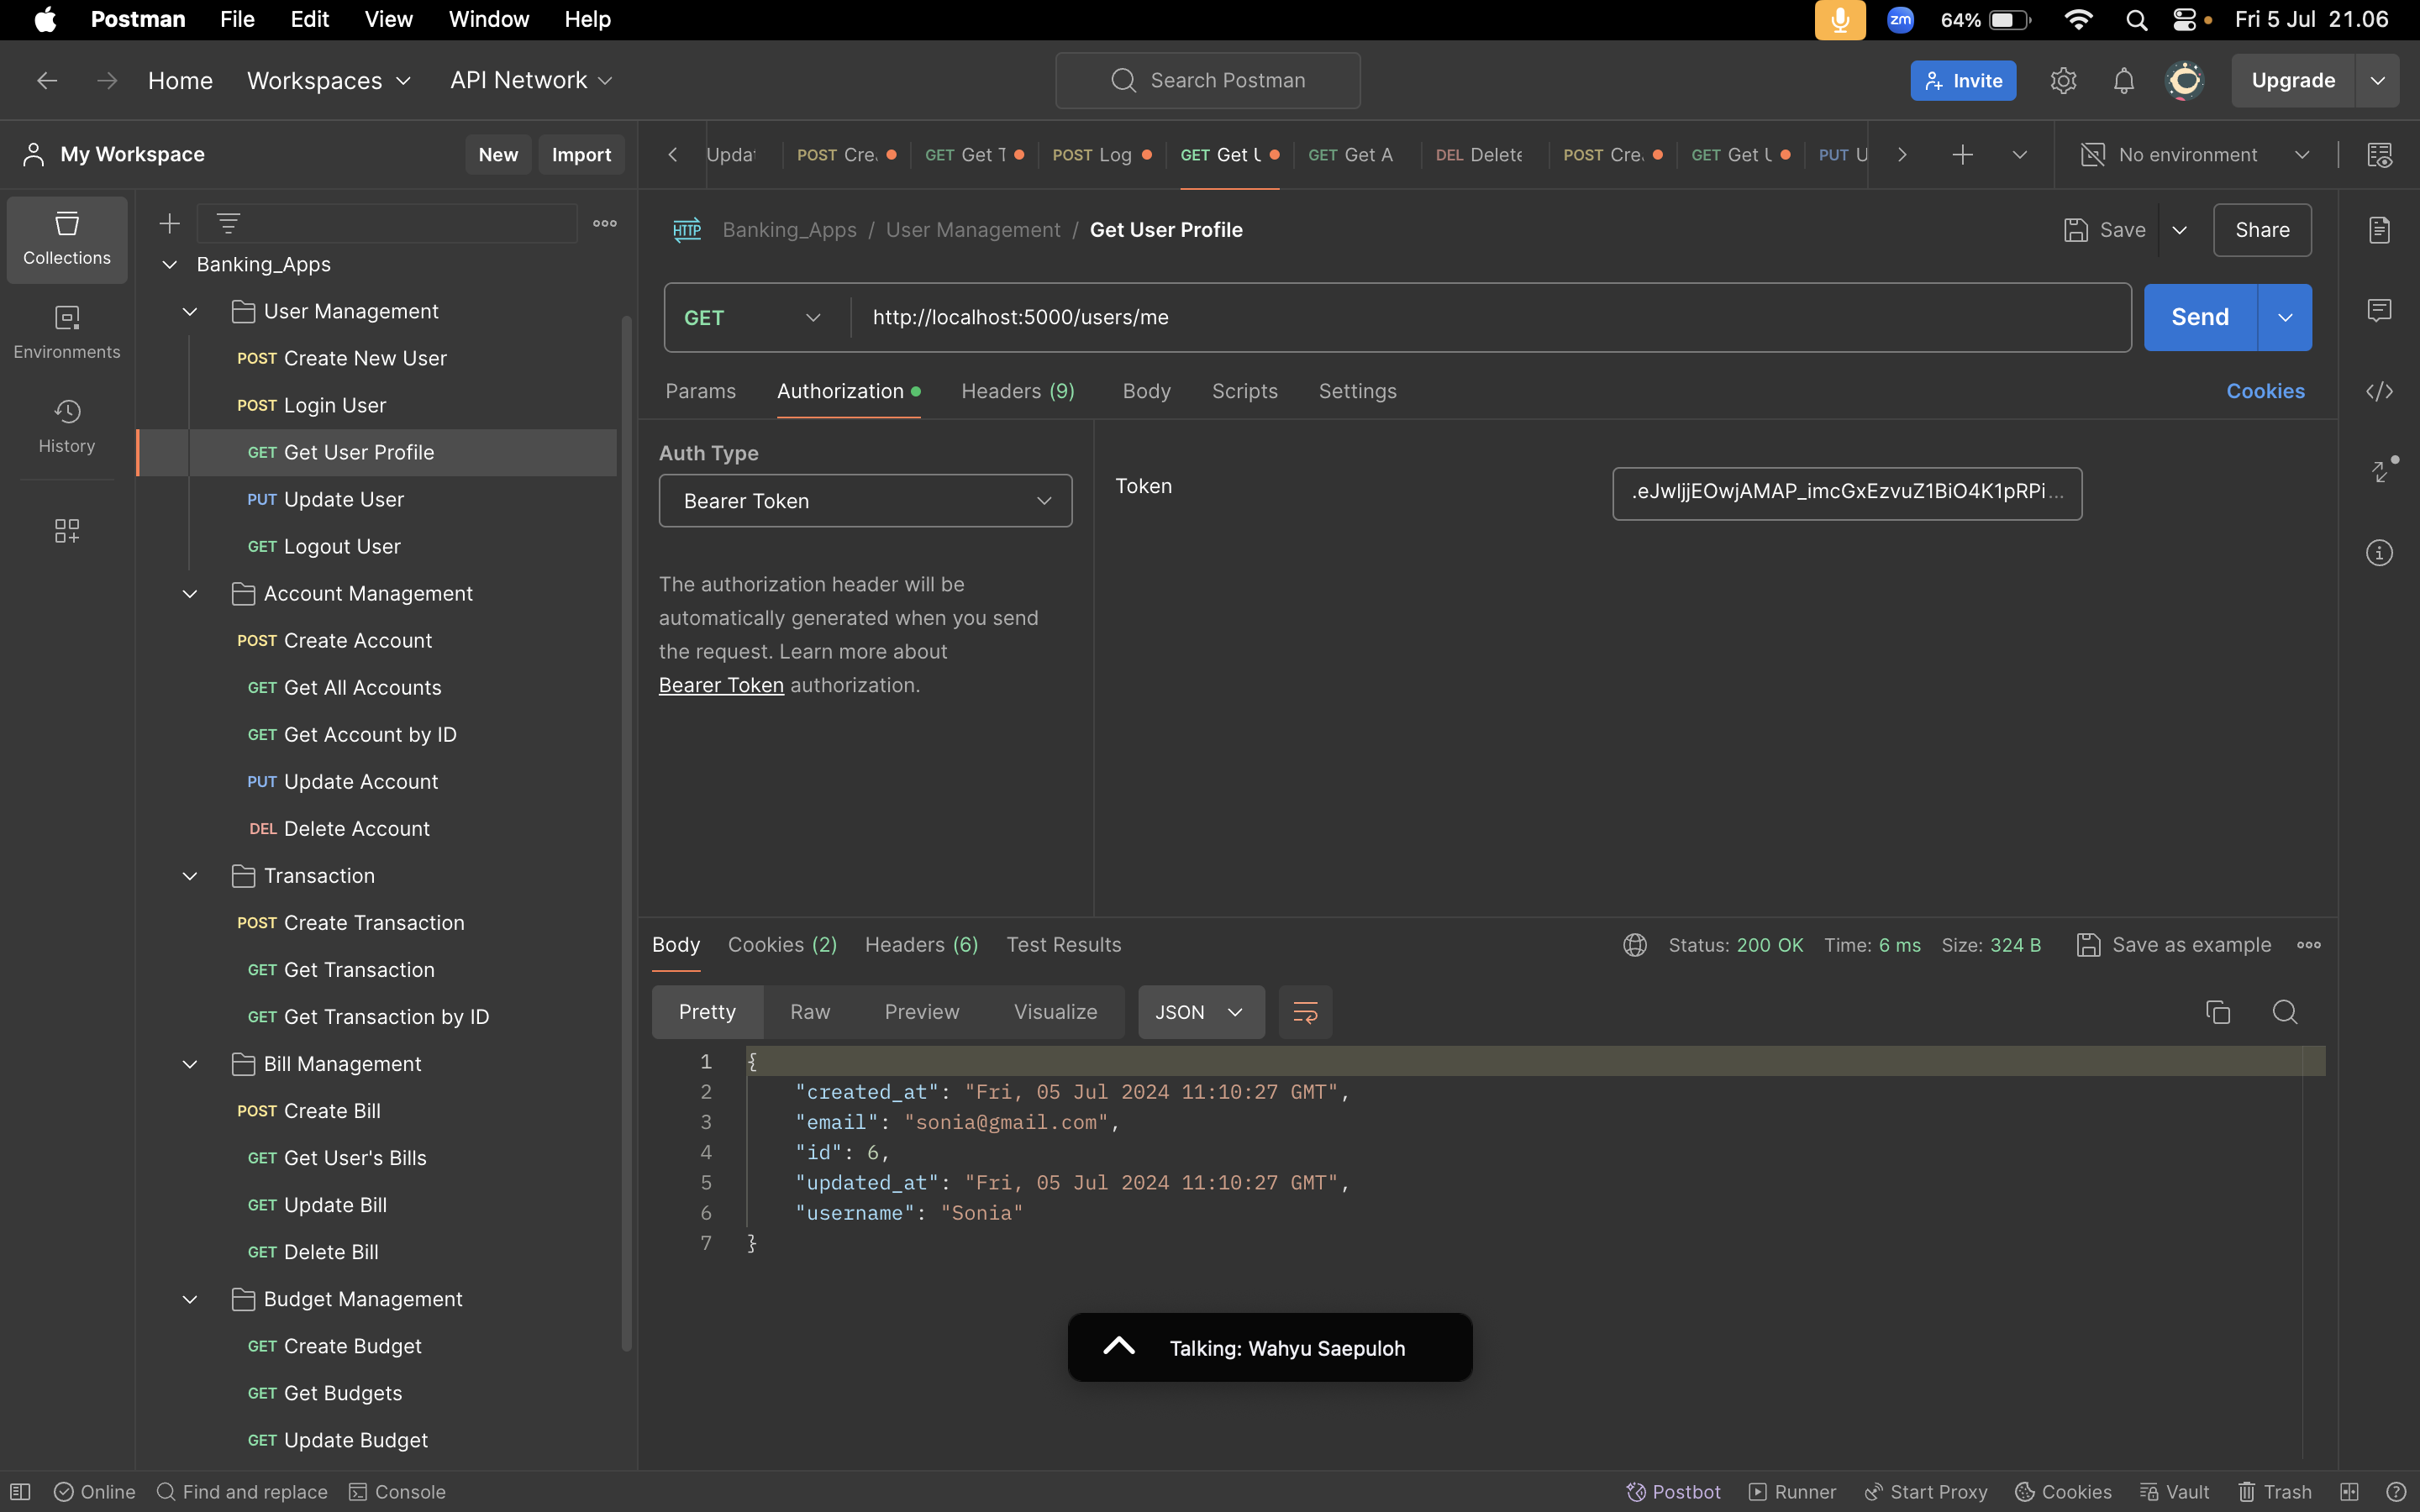 Postman File Edit View Window Help
zm 64% Fri 5 Jul 21.06
Home Workspaces API Network
Search Postman
Invite Upgrade
My Workspace New Import
POST Cre. GET Get T POST Log GET Get U GET Get A DEL Delete POST Cre. GET Get U PUT U
No environment
Collections
Environments
History
Banking_Apps
User Management
POST Create New User
POST Login User
GET Get User Profile
PUT Update User
GET Logout User
Account Management
POST Create Account
GET Get All Accounts
GET Get Account by ID
PUT Update Account
DEL Delete Account
Transaction
POST Create Transaction
GET Get Transaction
GET Get Transaction by ID
Bill Management
POST Create Bill
GET Get User's Bills
GET Update Bill
GET Delete Bill
Budget Management
GET Create Budget
GET Get Budgets
GET Update Budget
HTTP Banking_Apps / User Management / Get User Profile
Save Share
GET http://localhost:5000/users/me Send
Params Authorization Headers (9) Body Scripts Settings Cookies
Auth Type
Bearer Token
The authorization header will be
automatically generated when you send
the request. Learn more about
Bearer Token authorization.
Token
Body Cookies (2) Headers (6) Test Results
Status: 200 OK Time: 6 ms Size: 324 B Save as example
Pretty Raw Preview Visualize JSON
1 {
2 "created_at": "Fri, 05 Jul 2024 11:10:27 GMT",
3 "email": "sonia@gmail.com",
4 "id": 6,
5 "updated_at": "Fri, 05 Jul 2024 11:10:27 GMT",
6 "username": "Sonia"
7 }
Talking: Wahyu Saepuloh
Online Find and replace Console
Postbot Runner Start Proxy Cookies Vault Trash